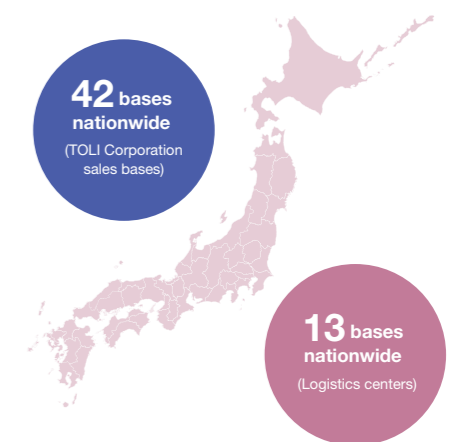 42 bases
nationwide
(TOLI Corporation
sales bases)
13 bases
nationwide
(Logistics centers)